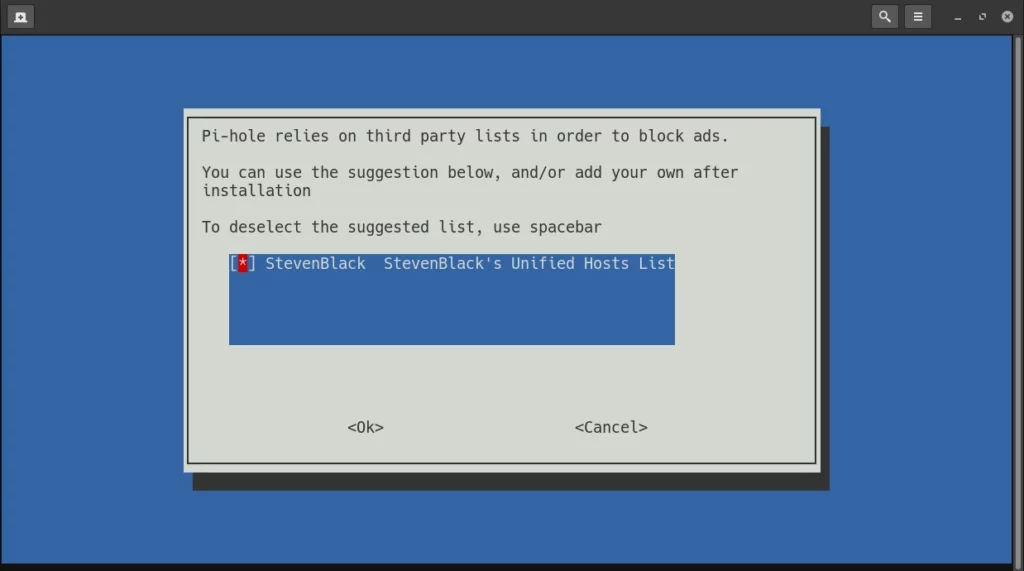 Pi-hole relies on third party lists in order to block ads.
You can use the suggestion below, and/or add your own after
installation
To deselect the suggested list, use spacebar
[*] StevenBlack  StevenBlack's Unified Hosts List
<Ok> <Cancel>